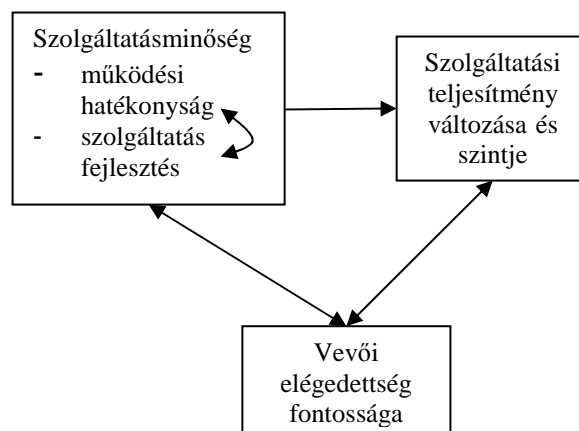 Szolgáltatásminőség
- működési
hatékonyság
- szolgáltatás
fejlesztés
Szolgáltatási
teljesítmény
változása és
szintje
Vevői
elégedettség
fontossága